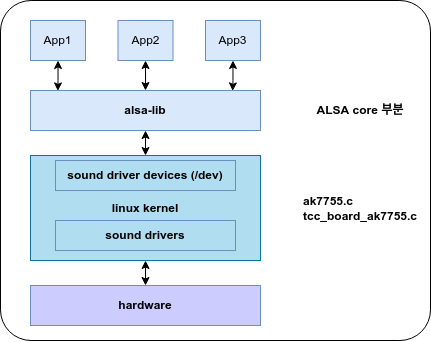 App1
App2
App3
alsa-lib
ALSA core 부분
sound driver devices (/dev)
linux kernel
sound drivers
ak7755.c
tcc_board_ak7755.c
hardware